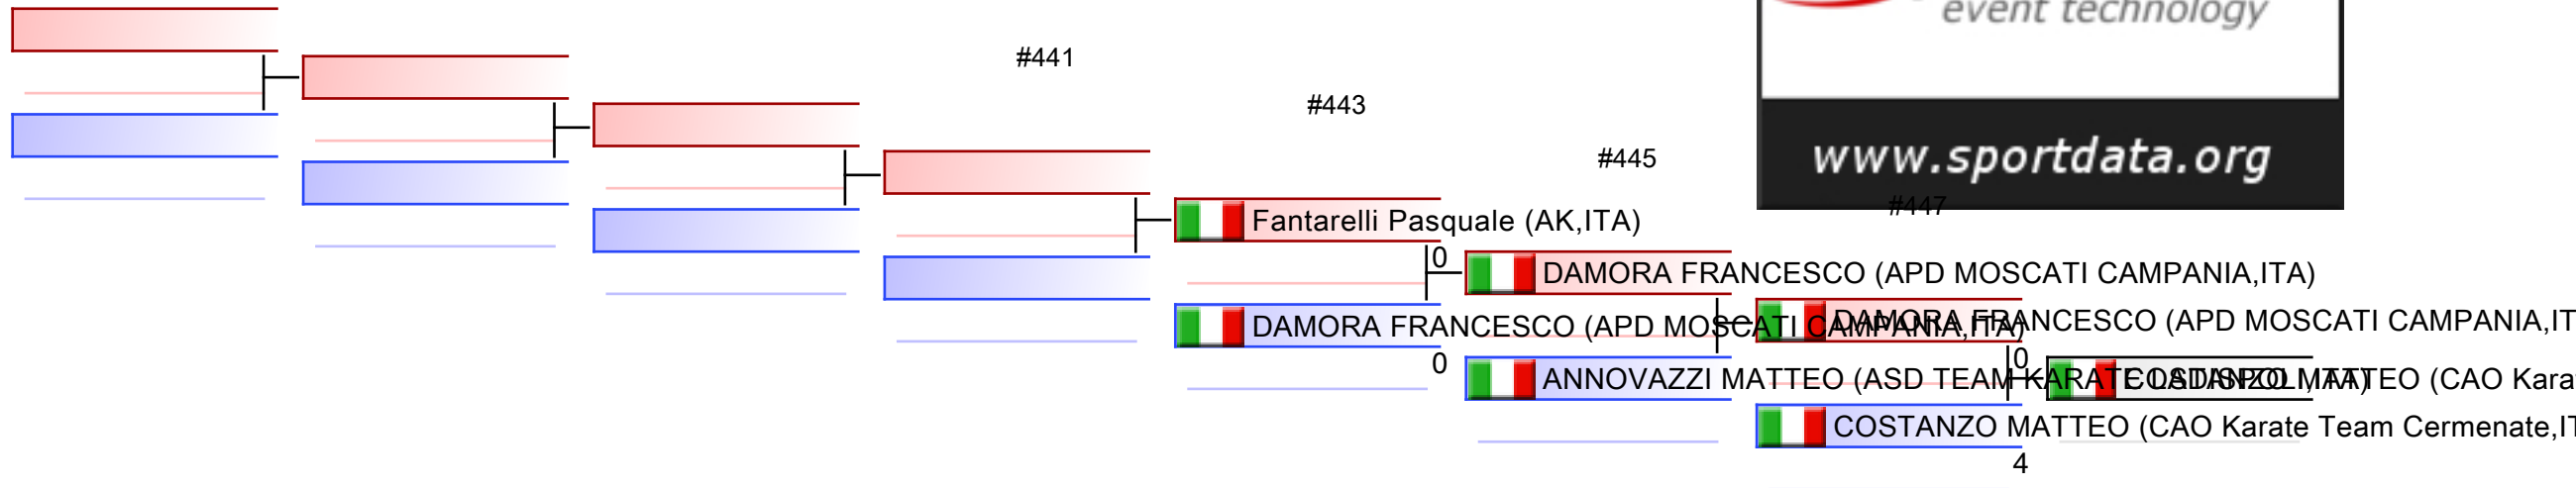 event technology
#441
#443
www.sportdata.org
#445
#447
Fantarelli Pasquale (AK,ITA)
0
DAMORA FRANCESCO (APD MOSCATI CAMPANIA,ITA)
DAMORA FRANCESCO (APD MOSCATI CAMPANIA,ITA)
DAMORA FRANCESCO (APD MOSCATI CAMPANIA,IT
0
0
ANNOVAZZI MATTEO (ASD TEAM KARATE LADISPOLI,ITA)
COSTANZO MATTEO (CAO Kara
COSTANZO MATTEO (CAO Karate Team Cermenate,IT
4